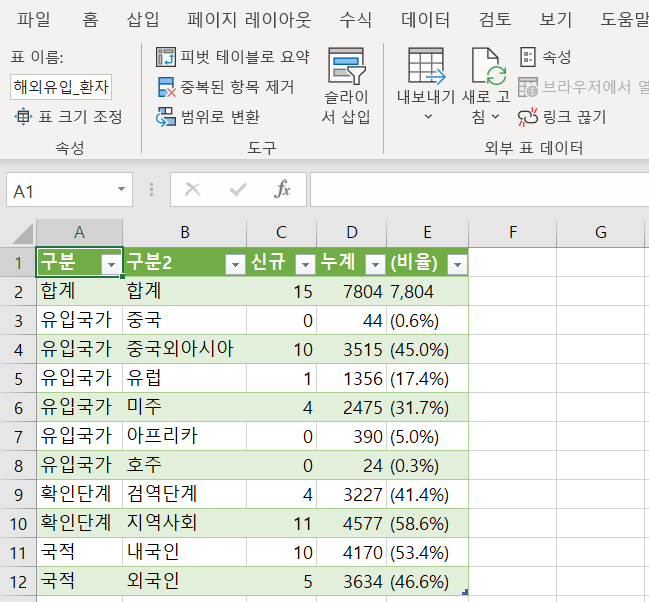 파일 홈 삽입 페이지 레이아웃 수식 데이터 검토 보기 도움말
표 이름:
해외유입_환자
표 크기 조정
속성
피벗 테이블로 요약
중복된 항목 제거
범위로 변환
슬라이
서 삽입
도구
내보내기
새로 고
침
속성
브라우저에서 열
링크 끊기
외부 표 데이터
A1 fx
A B C D E F G
1 구분 구분2 신규 누계 (비율)
2 합계 합계 15 7804 7,804
3 유입국가 중국 0 44 (0.6%)
4 유입국가 중국외아시아 10 3515 (45.0%)
5 유입국가 유럽 1 1356 (17.4%)
6 유입국가 미주 4 2475 (31.7%)
7 유입국가 아프리카 0 390 (5.0%)
8 유입국가 호주 0 24 (0.3%)
9 확인단계 검역단계 4 3227 (41.4%)
10 확인단계 지역사회 11 4577 (58.6%)
11 국적 내국인 10 4170 (53.4%)
12 국적 외국인 5 3634 (46.6%)